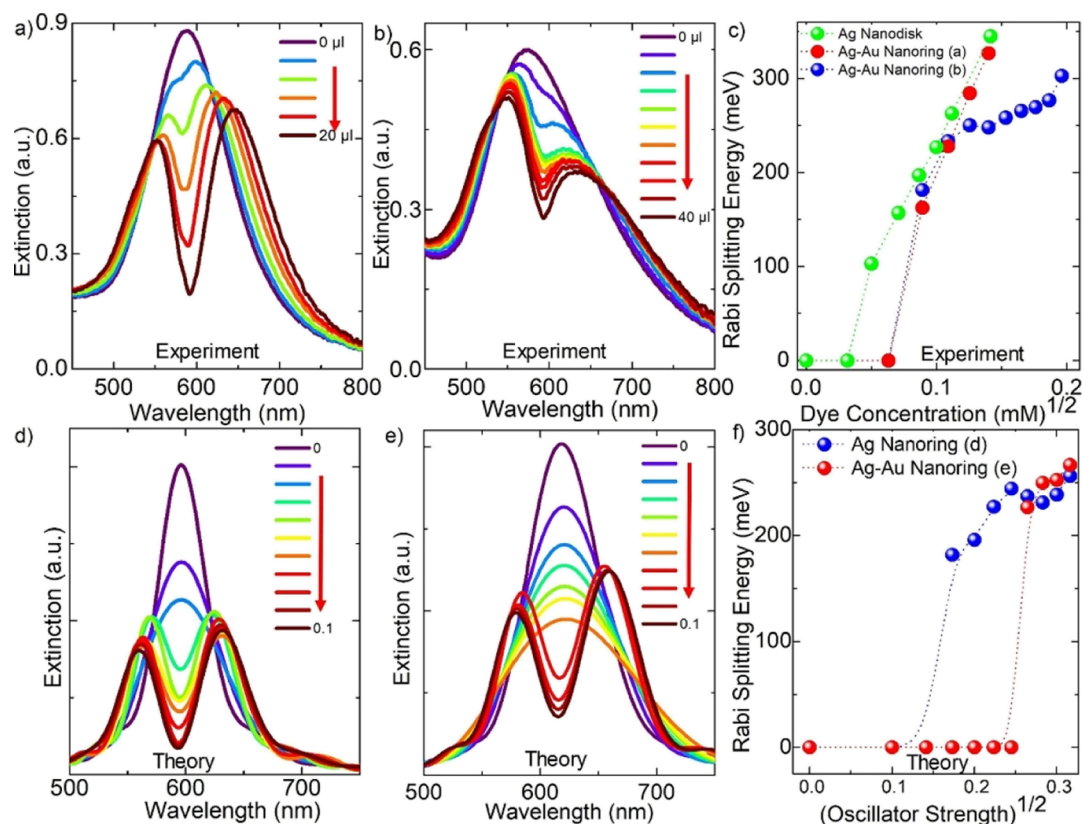 a)
0.9
0.6
0.3
0.0
Extinction (a.u.)
0 µl
20 µl
Experiment
500 600 700 800
Wavelength (nm)
b)
0.6
0.3
0.0
Extinction (a.u.)
0 µl
40 µl
Experiment
500 600 700 800
Wavelength (nm)
c)
Ag Nanodisk
Ag-Au Nanoring (a)
Ag-Au Nanoring (b)
300
200
100
0
Rabi Splitting Energy (meV)
Experiment
0.0 0.1 0.2
Dye Concentration (mM)1/2
d)
Extinction (a.u.)
0
0.1
Theory
500 600 700
Wavelength (nm)
e)
Extinction (a.u.)
0
0.1
Theory
500 600 700
Wavelength (nm)
f)
Ag Nanoring (d)
Ag-Au Nanoring (e)
300
200
100
0
Rabi Splitting Energy (meV)
Theory
0.0 0.1 0.2 0.3
(Oscillator Strength)1/2